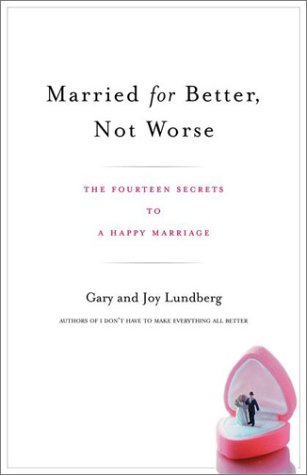 Married for Better,
Not Worse
THE FOURTEEN SECRETS
TO
A HAPPY MARRIAGE
Gary and Joy Lundberg
AUTHORS OF I DON'T HAVE TO MAKE EVERYTHING ALL BETTER